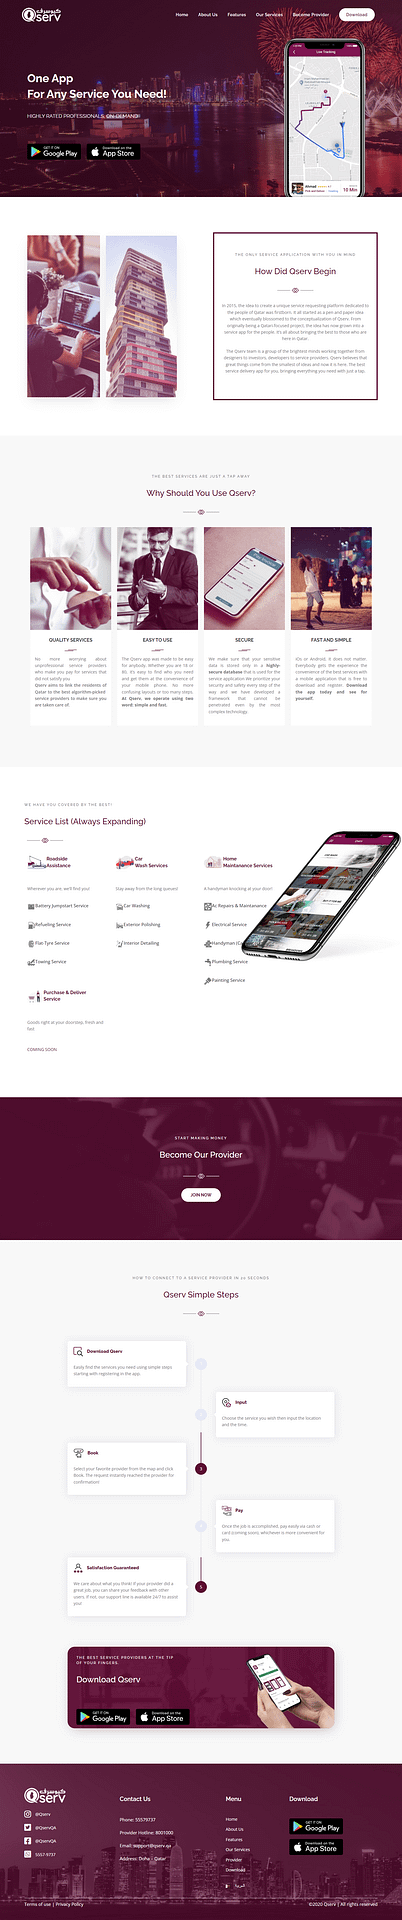 كيوسيرف
Qserv
Home
About Us
Features
Our Services
Become Provider
Download
One App
For Any Service You Need!
HIGHLY RATED PROFESSIONALS, ON-DEMAND!
GET IT ON
Google Play
Download on the
App Store
Live Tracking
Ahmad
10 Min
THE ONLY SERVICE APPLICATION WITH YOU IN MIND
How Did Qserv Begin
In 2015, the idea to create a unique service requesting platform dedicated to
the people of Qatar was firstborn. It all started as a pen and paper idea
which eventually blossomed to the conceptualization of Qserv. From
originally being a Qatari focused project, the idea has now grown into a
service app for the people. It's all about bringing the best to those who are
here in Qatar.
The Qserv team is a group of the brightest minds working together from
designers to investors, developers to service providers. Qserv believes that
great things come from the smallest of ideas and now it is here. The best
service delivery app for you, bringing everything you need with just a tap.
THE BEST SERVICES ARE JUST A TAP AWAY
Why Should You Use Qserv?
QUALITY SERVICES
No more worrying about
unprofessional service providers
who make you pay for services that
did not satisfy you.
Qserv aims to link the residents of
Qatar to the best algorithm-picked
service providers to make sure you
are taken care of.
EASY TO USE
The Qserv app was made to be easy
for anybody. Whether you are 18 or
80, it's easy to find who you need
and get them at the convenience of
your mobile phone. No more
confusing layouts or too many steps.
At Qserv, we operate using two
word: simple and fast.
SECURE
We make sure that your sensitive
data is stored only in a highly-
secure database that is used for the
service application. We prioritize your
security and safety every step of the
way and we have developed a
framework that cannot be
penetrated even by the most
complex technology.
FAST AND SIMPLE
iOs or Android, it does not matter.
Everybody gets the experience the
convenience of the best services with
a mobile application that is free to
download and register. Download
the app today and see for
yourself.
WE HAVE YOU COVERED BY THE BEST!
Service List (Always Expanding)
Roadside
Assistance
Wherever you are, we'll find you!
Battery Jumpstart Service
Refueling Service
Flat Tyre Service
Towing Service
Car
Wash Services
Stay away from the long queues!
Car Washing
Exterior Polishing
Interior Detailing
Home
Maintanance Services
A handyman knocking at your door!
Ac Repairs & Maintanance
Electrical Service
Handyman
Plumbing Service
Painting Service
Purchase & Deliver
Service
Goods right at your doorstep, fresh and
fast.
COMING SOON
START MAKING MONEY
Become Our Provider
JOIN NOW
HOW TO CONNECT TO A SERVICE PROVIDER IN 10 SECONDS
Qserv Simple Steps
Download Qserv
Easily find the services you need using simple steps
starting with registering in the app.
Input
Choose the service you wish then input the location
and the time.
Book
Select your favorite provider from the map and click
Book. The request instantly reached the provider for
confirmation!
3
Pay
Once the job is accomplished, pay easily via cash or
card (coming soon), whichever is more convenient for
you.
Satisfaction Guaranteed
We care about what you think! If your provider did a
great job, you can share your feedback with other
users. If not, our support line is available 24/7 to assist
you!
5
THE BEST SERVICE PROVIDERS AT THE TIP
OF YOUR FINGERS.
Download Qserv
GET IT ON
Google Play
Download on the
App Store
كيوسيرف
Qserv
@Qserv
@QservQA
@QservQA
5557-9737
Contact Us
Phone: 55579737
Provider Hotline: 8001000
Email: support@qserv.qa
Address: Doha - Qatar
Menu
Home
About Us
Features
Our Services
Provider
Download
العربية
Download
GET IT ON
Google Play
Download on the
App Store
Terms of use | Privacy Policy
©2020 Qserv | All rights reserved